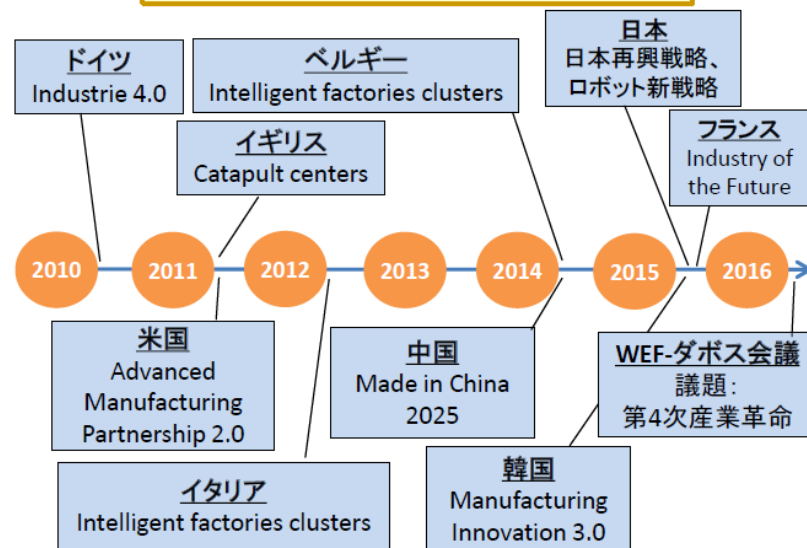 ドイツ
Industrie 4.0
ベルギー
Intelligent factories clusters
日本
日本再興戦略、
ロボット新戦略
イギリス
Catapult centers
フランス
Industry of
the Future
2010
2011
2012
2013
2014
2015
2016
米国
Advanced
Manufacturing
Partnership 2.0
中国
Made in China
2025
WEF-ダボス会議
議題:
第4次産業革命
イタリア
Intelligent factories clusters
韓国
Manufacturing
Innovation 3.0